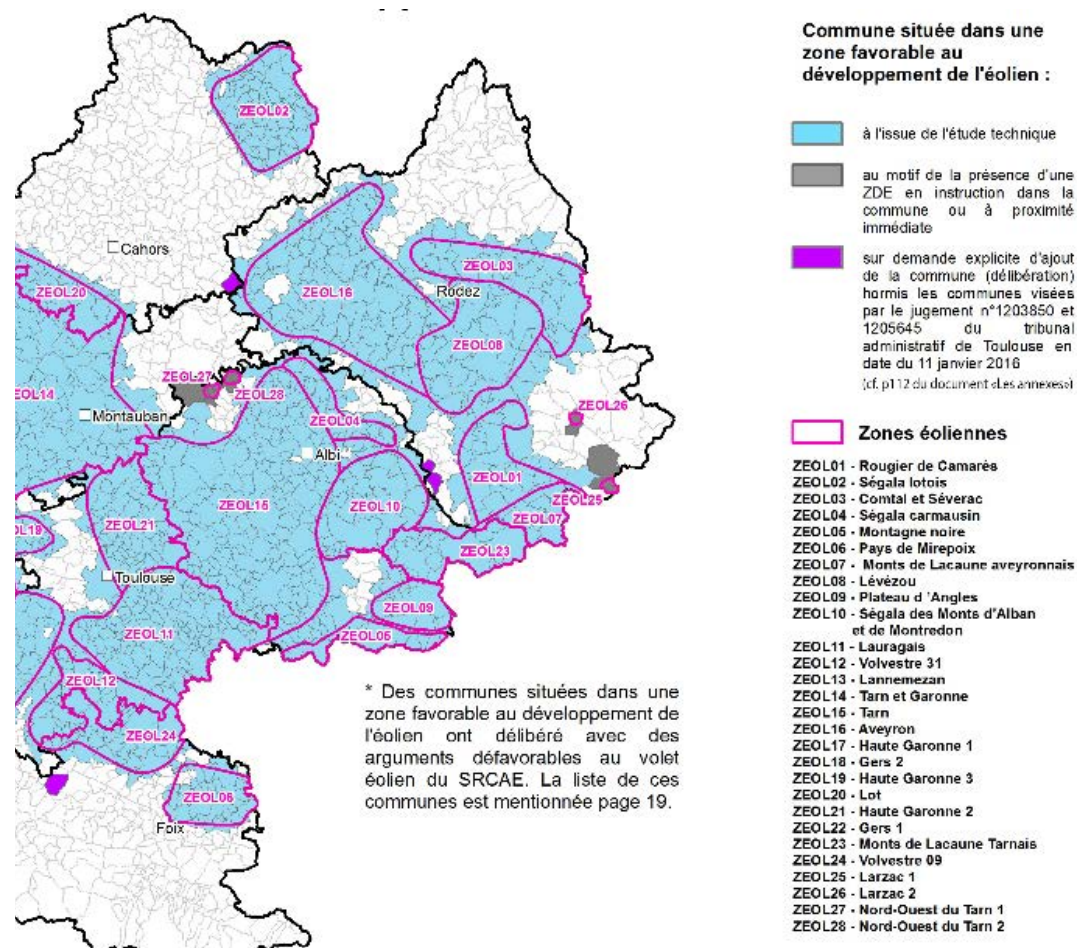 ZEOL02
Cahors
ZEOL03
ZEOL20
ZEOL16
Rodez
ZEOL08
ZEOL27
ZEOL28
ZEOL26
EOL14
Montauban
ZEOL04
Albi
ZEOL01
ZEOL25
ZEOL15
ZEOL10
ZEOL07
ZEOL21
OL19
ZEOL23
Toulouse
ZEOL09
ZEOL11
ZEOL05
ZEOL12
ZEOL24
ZEOL06
Foix
* Des communes situées dans une
zone favorable au développement de
l'éolien ont délibéré avec des
arguments défavorables au volet
éolien du SRCAE. La liste de ces
communes est mentionnée page 19.
Commune située dans une
zone favorable au
développement de l'éolien :
à l'issue de l'étude technique
au motif de la présence d'une
ZDE en instruction dans la
commune ou à proximité
immédiate
sur demande explicite d'ajout
de la commune (délibération)
hormis les communes visées
par le jugement n°1203850 et
1205645 du tribunal
administratif de Toulouse en
date du 11 janvier 2016
(cf. p112 du document «Les annexes»)
Zones éoliennes
ZEOL01 - Rougier de Camarés
ZEOL02 - Ségala lotois
ZEOL03 - Comtal et Séverac
ZEOL04 - Ségala carmausin
ZEOL05 - Montagne noire
ZEOL06 - Pays de Mirepoix
ZEOL07 - Monts de Lacaune aveyronnais
ZEOL08 - Lévézou
ZEOL09 - Plateau d 'Angles
ZEOL10 - Ségala des Monts d'Alban
et de Montredon
ZEOL11 - Lauragais
ZEOL12 - Volvestre 31
ZEOL13 - Lannemezan
ZEOL14 - Tarn et Garonne
ZEOL15 - Tarn
ZEOL16 - Aveyron
ZEOL17 - Haute Garonne 1
ZEOL18 - Gers 2
ZEOL19 - Haute Garonne 3
ZEOL20 - Lot
ZEOL21 - Haute Garonne 2
ZEOL22 - Gers 1
ZEOL23 - Monts de Lacaune Tarnais
ZEOL24 - Volvestre 09
ZEOL25 - Larzac 1
ZEOL26 - Larzac 2
ZEOL27 - Nord-Ouest du Tarn 1
ZEOL28 - Nord-Ouest du Tarn 2